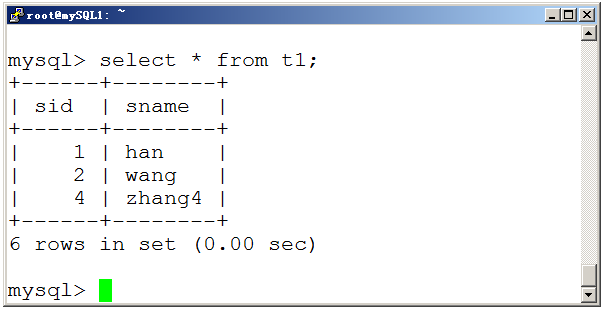 root@mySQL1: ~
mysql> select * from t1;
+------+--------+
| sid  | sname  |
+------+--------+
|    1 | han    |
|    2 | wang   |
|    4 | zhang4 |
+------+--------+
6 rows in set (0.00 sec)
mysql>